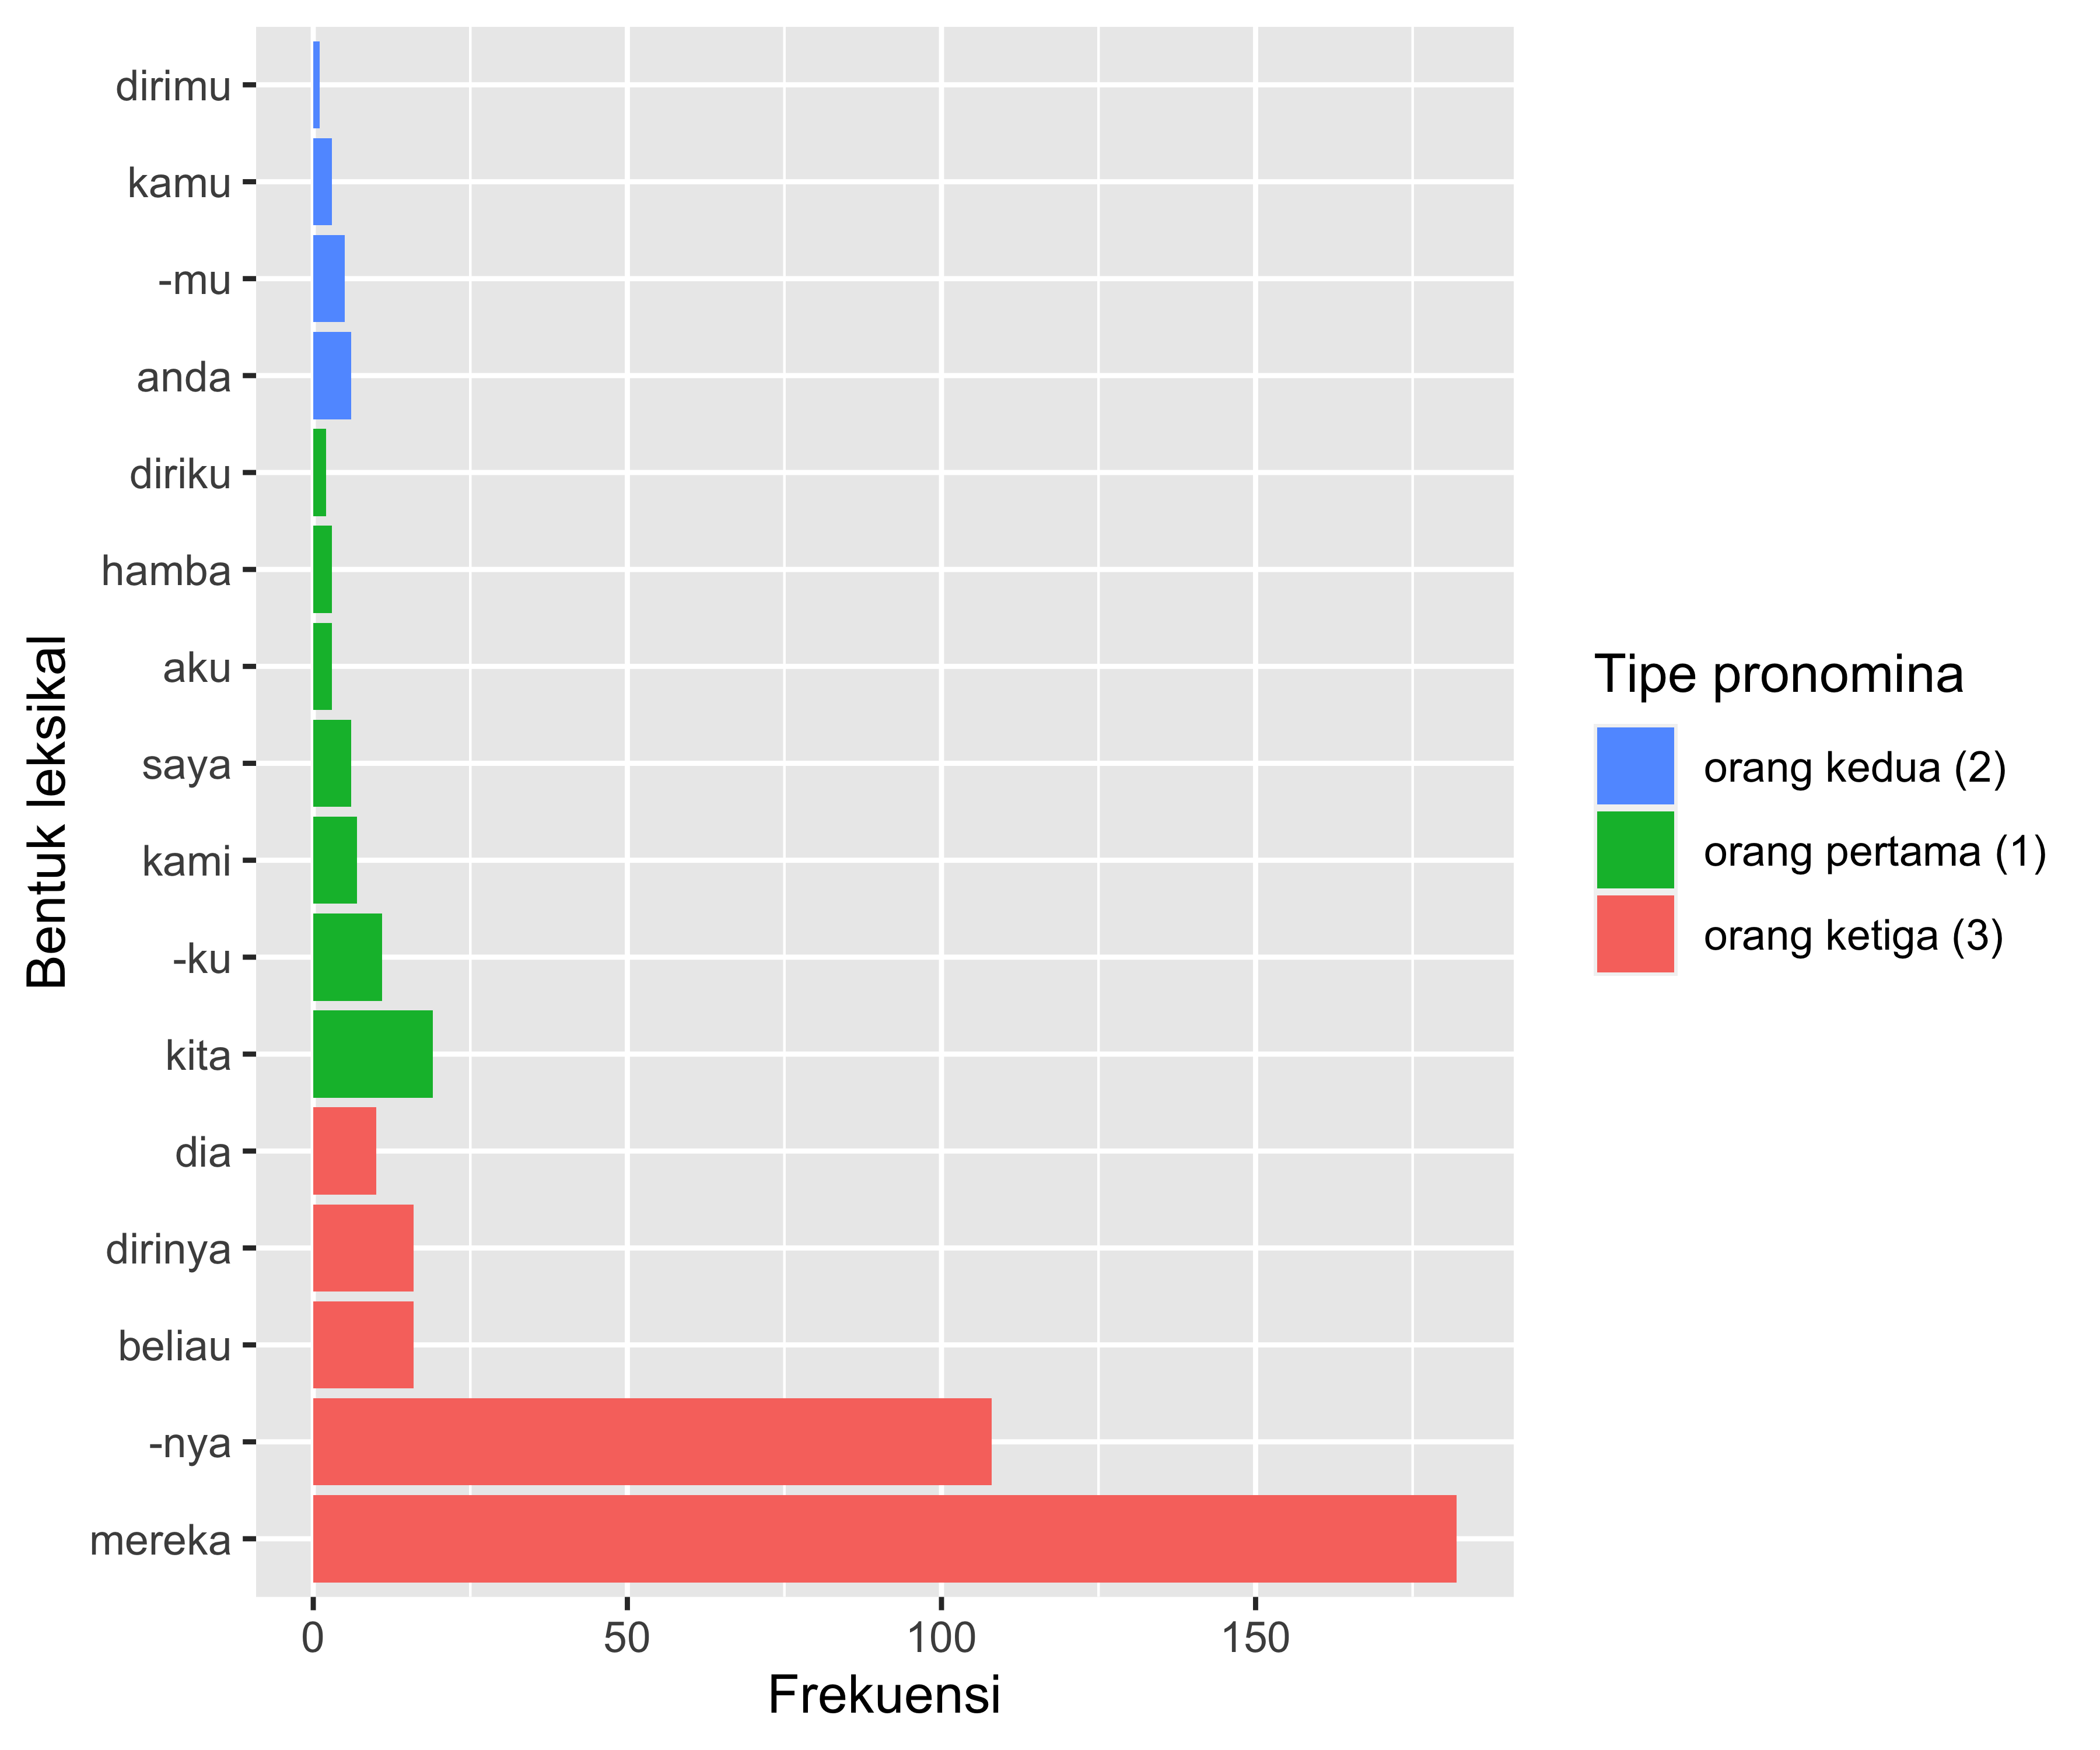 dirimu
kamu
-mu
anda
diriku
hamba
aku
saya
kami
-ku
kita
dia
dirinya
beliau
-nya
mereka
Bentuk leksikal
0 50 100 150
Frekuensi
Tipe pronomina
orang kedua (2)
orang pertama (1)
orang ketiga (3)